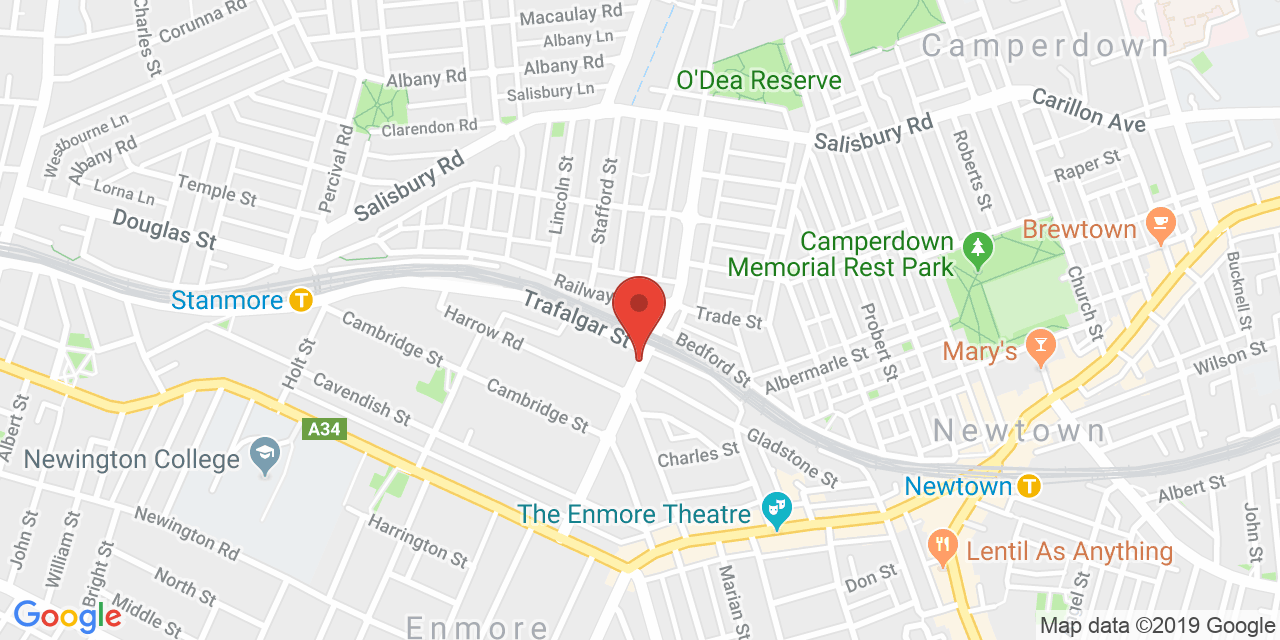 Macaulay Rd
Corunna Rd
Charles St
Albany Ln
Camperdown
Albany Rd
Albany Rd
O'Dea Reserve
Salisbury Ln
Carillon Ave
Westbourne Ln
Clarendon Rd
Salisbury Rd
Albany Rd
Percival Rd
Roberts St
Raper St
Temple St
Salisbury Rd
Lincoln St
Stafford St
Lorna Ln
Douglas St
Brewtown
Camperdown
Memorial Rest Park
Bucknell St
Church St
Railway
Stanmore
T
Trafalgar St
Harrow Rd
Trade St
Probert St
Cambridge St
Bedford St
Mary's
Wilson St
Holt St
Albermarle St
Cavendish St
Cambridge St
Albert St
A34
Newtown
Newington College
Charles St
Gladstone St
Newtown
T
Albert St
The Enmore Theatre
John St
William St
Newington Rd
Harrington St
John St
Lentil As Anything
Bright St
North St
Marian St
Don St
gel St
Middle St
Google
Enmore
Map data ©2019 Google